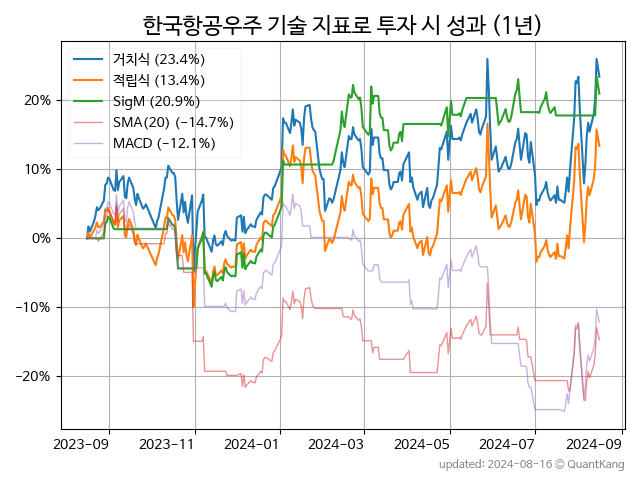 한국항공우주 기술 지표로 투자 시 성과 (1년)
거치식 (23.4%)
적립식 (13.4%)
SigM (20.9%)
SMA(20) (−14.7%)
MACD (−12.1%)
20%
10%
0%
−10%
−20%
2023-09 2023-11 2024-01 2024-03 2024-05 2024-07 2024-09
updated: 2024-08-16 © QuantKang